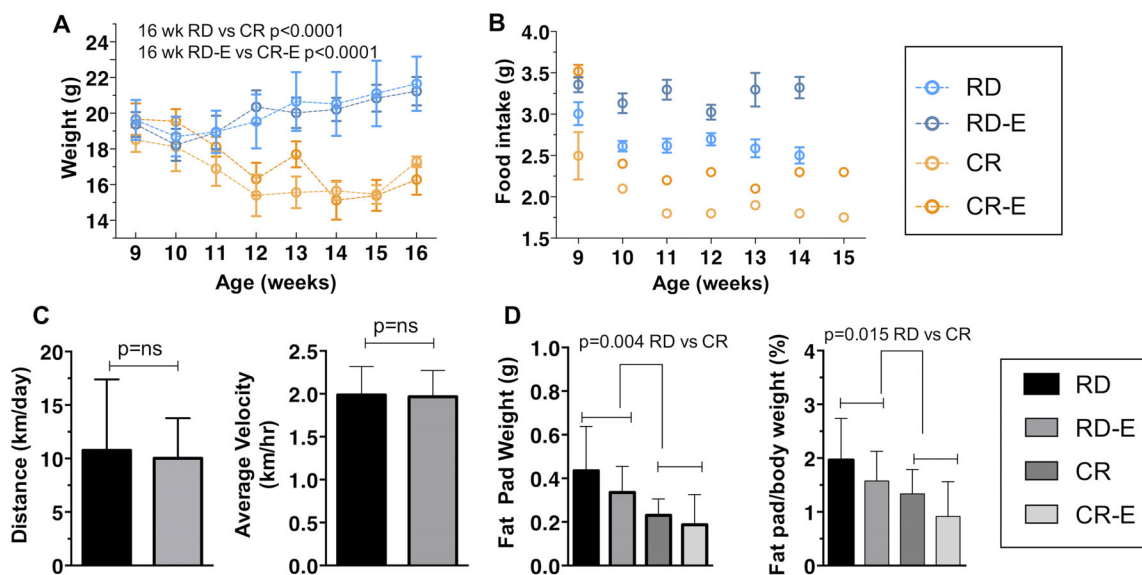 A
16 wk RD vs CR p<0.0001
16 wk RD-E vs CR-E p<0.0001
Weight (g)
24
22
20
18
16
14
9 10 11 12 13 14 15 16
Age (weeks)
B
Food intake (g)
4.0
3.5
3.0
2.5
2.0
1.5
9 10 11 12 13 14 15
Age (weeks)
RD
RD-E
CR
CR-E
C
p=ns
Distance (km/day)
20
15
10
5
0
p=ns
Average Velocity
(km/hr)
3.0
2.5
2.0
1.5
1.0
0.5
0.0
D
p=0.004 RD vs CR
Fat Pad Weight (g)
1.0
0.8
0.6
0.4
0.2
0.0
p=0.015 RD vs CR
Fat pad/body weight (%)
4
3
2
1
0
RD
RD-E
CR
CR-E